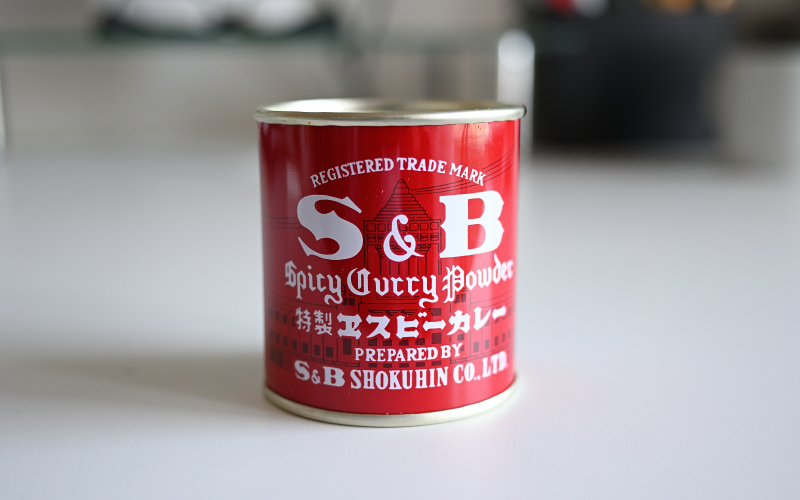 REGISTERED TRADE MARK
S & B
Spicy Curry Powder
特製ヱスビーカレー
PREPARED BY
S&B SHOKUHIN CO., LTD.